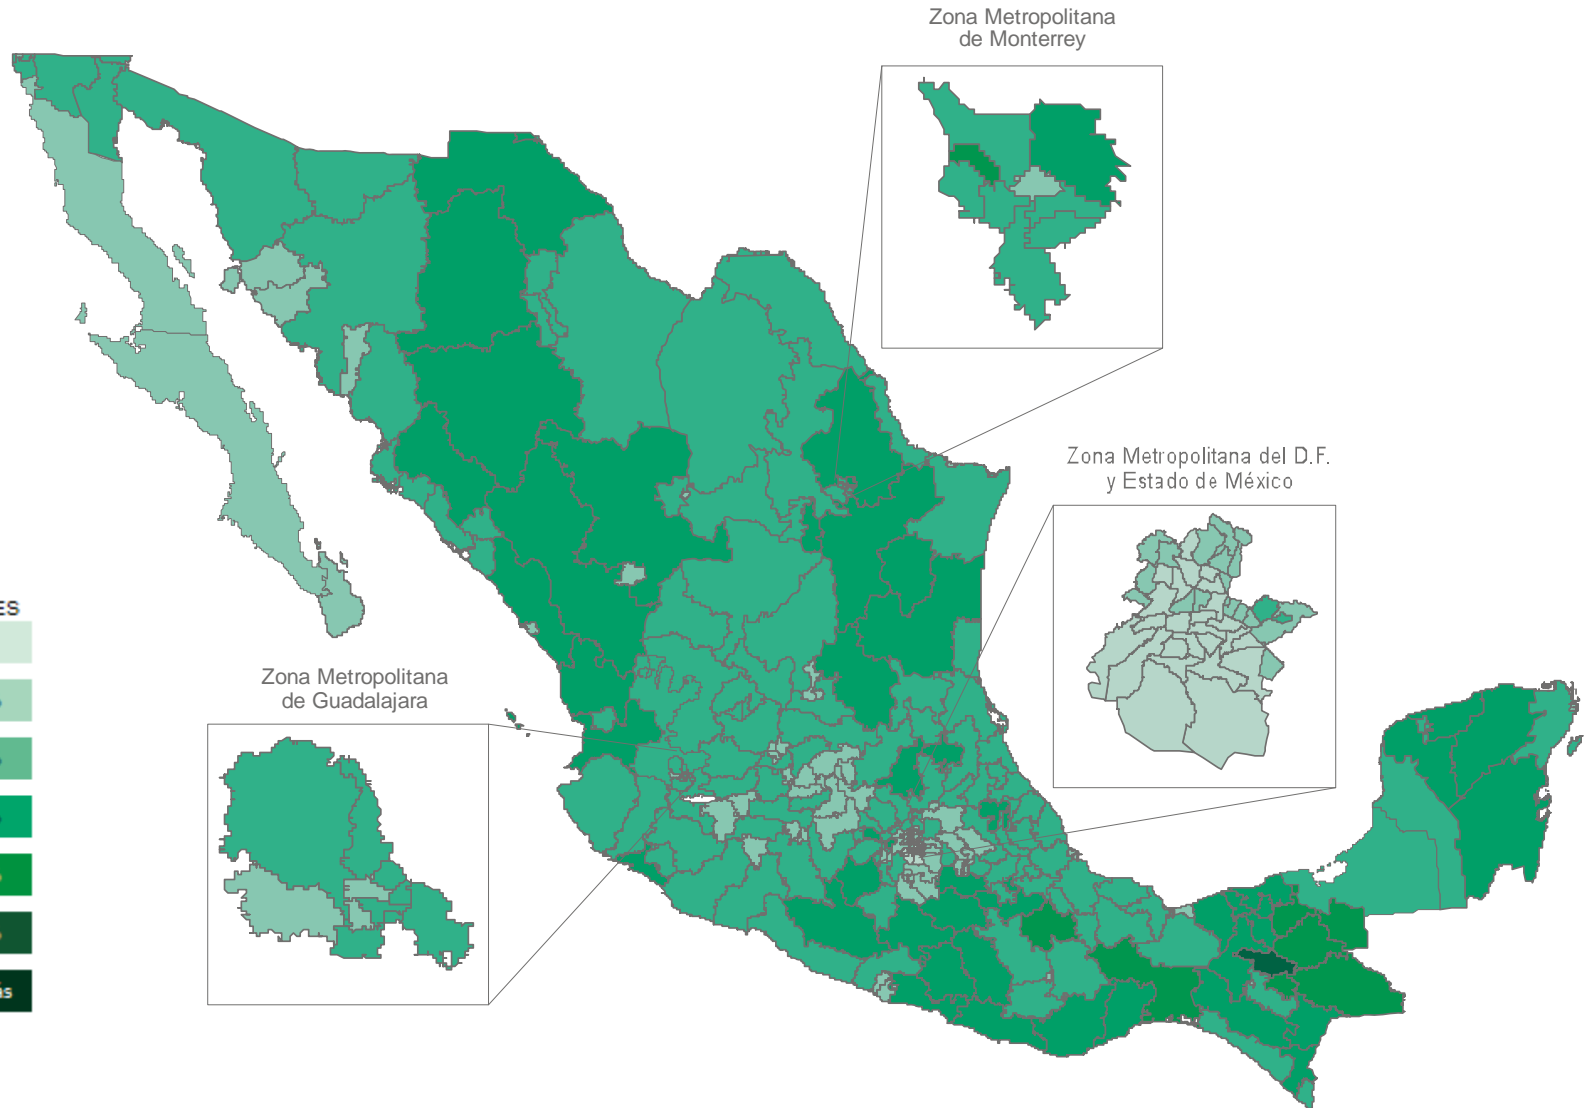 Zona Metropolitana
de Monterrey
Zona Metropolitana del D.F.
y Estado de México
Zona Metropolitana
de Guadalajara